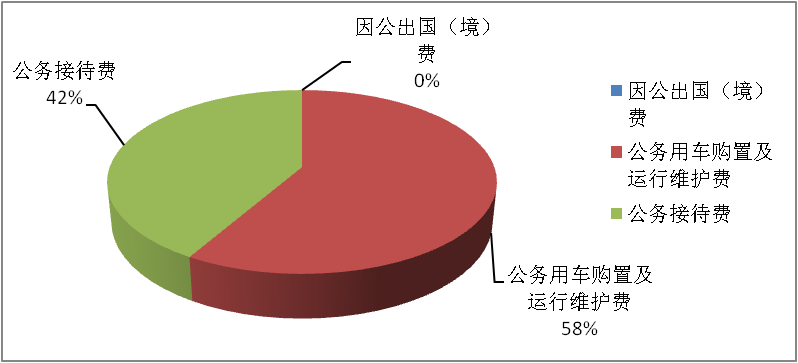 因公出国（境）
费
0%
公务接待费
42%
公务用车购置及
运行维护费
58%
因公出国（境）
费
公务用车购置及
运行维护费
公务接待费